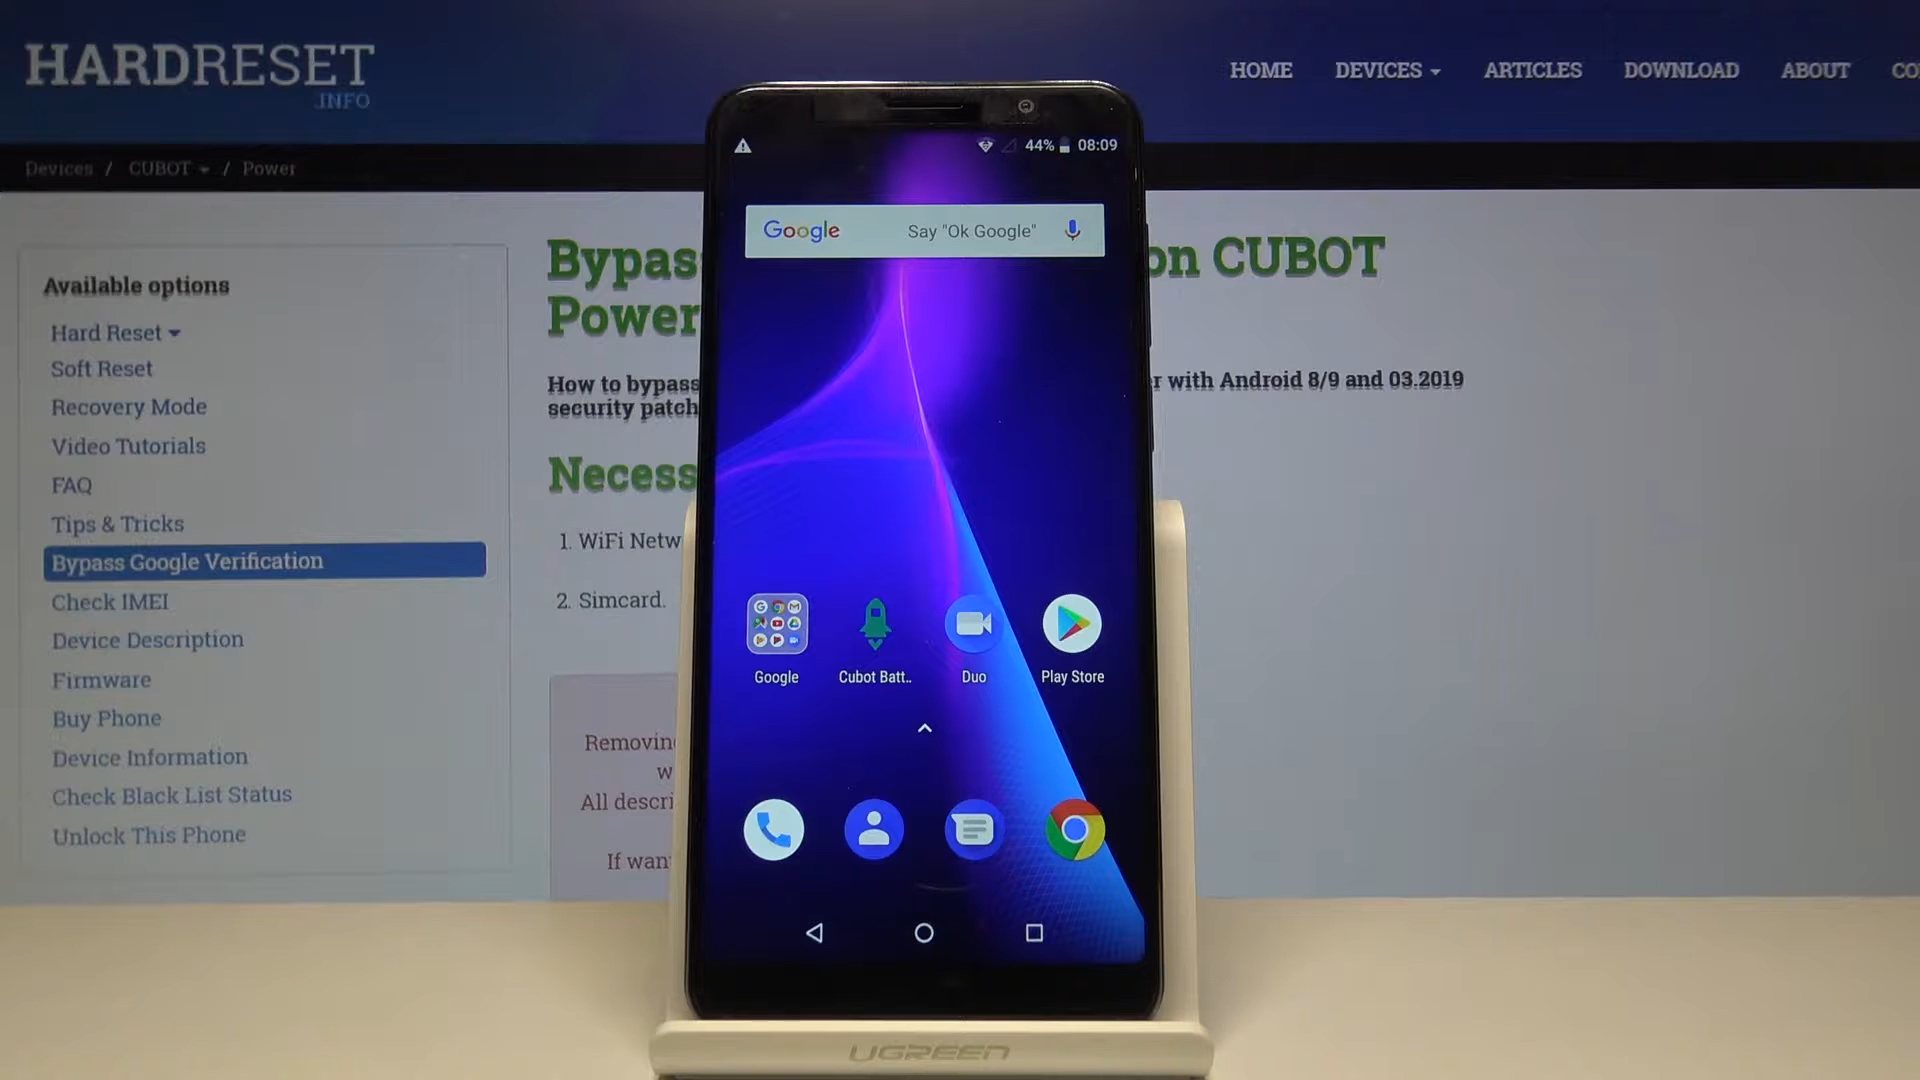 HARDRESET
.INFO
HOME DEVICES ARTICLES DOWNLOAD ABOUT
Devices / CUBOT / Power
Available options
Hard Reset
Soft Reset
Recovery Mode
Video Tutorials
FAQ
Tips & Tricks
Bypass Google Verification
Check IMEI
Device Description
Firmware
Buy Phone
Device Information
Check Black List Status
Unlock This Phone
Bypas on CUBOT
Power
How to bypass r with Android 8/9 and 03.2019
security patch
Necess
1. WiFi Netw
2. Simcard.
Removing
w
All descri
If wan
44% 08:09
Google Say "Ok Google"
Google Cubot Batt.. Duo Play Store
UGREEN